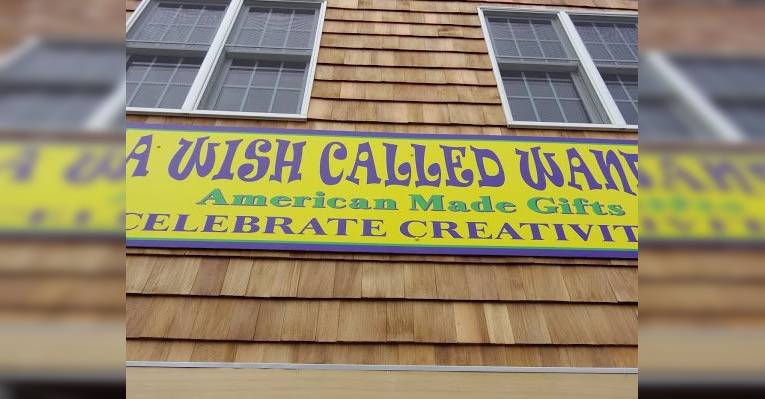 A WISH CALLED WAN
American Made Gifts
CELEBRATE CREATIVIT